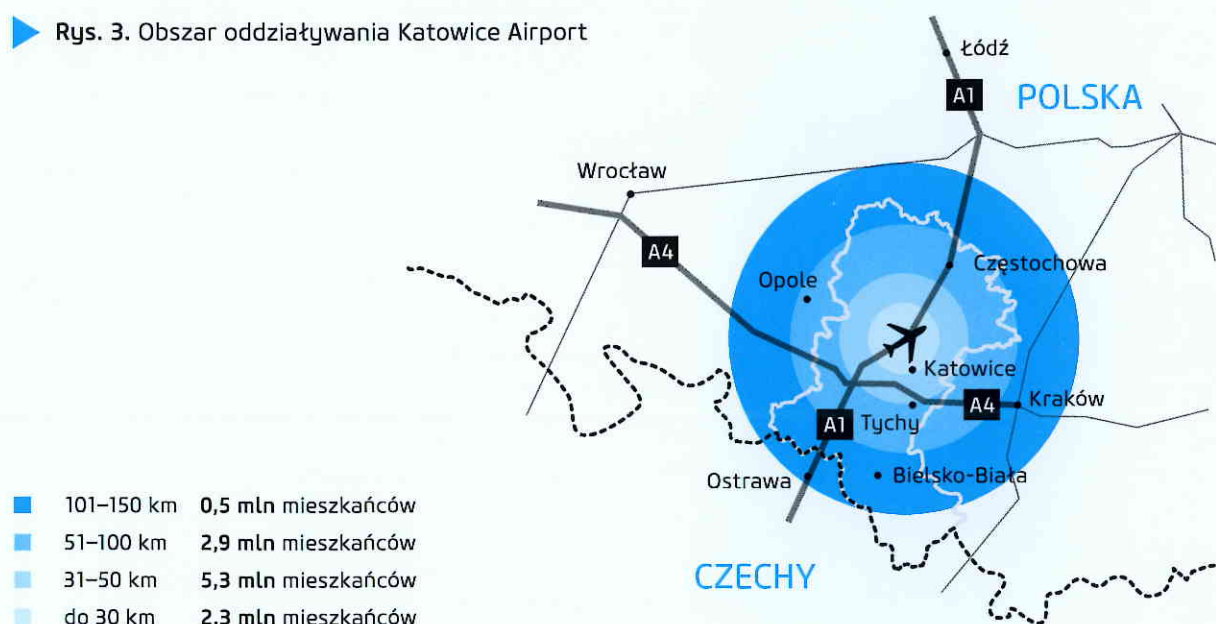 Rys. 3. Obszar oddziaływania Katowice Airport
Łódź
A1
POLSKA
Wrocław
A4
Częstochowa
Opole
Katowice
Kraków
A4
Tychy
A1
Ostrawa
Bielsko-Biała
CZECHY
101–150 km 0,5 mln mieszkańców
51–100 km 2,9 mln mieszkańców
31–50 km 5,3 mln mieszkańców
do 30 km 2,3 mln mieszkańców